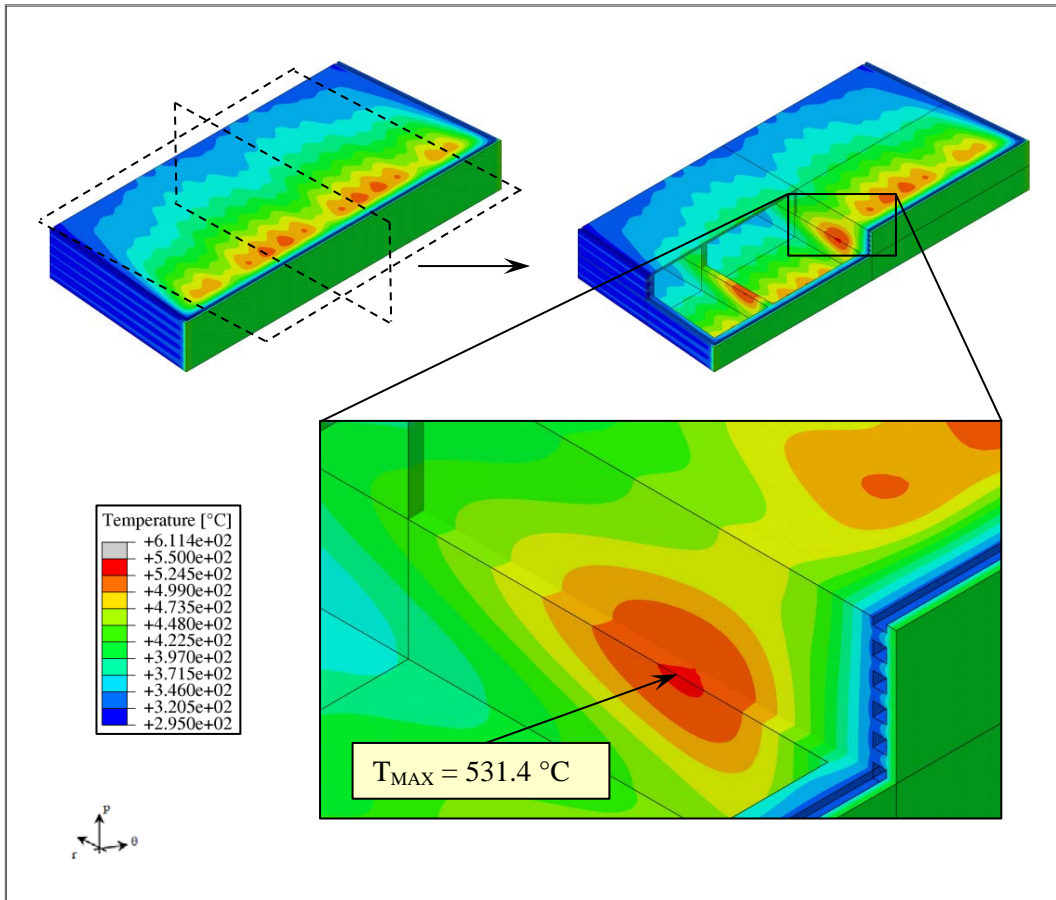 Temperature [°C]
+6.114e+02
+5.500e+02
+5.245e+02
+4.990e+02
+4.735e+02
+4.480e+02
+4.225e+02
+3.970e+02
+3.715e+02
+3.460e+02
+3.205e+02
+2.950e+02
TMAX = 531.4 °C
p
θ
r